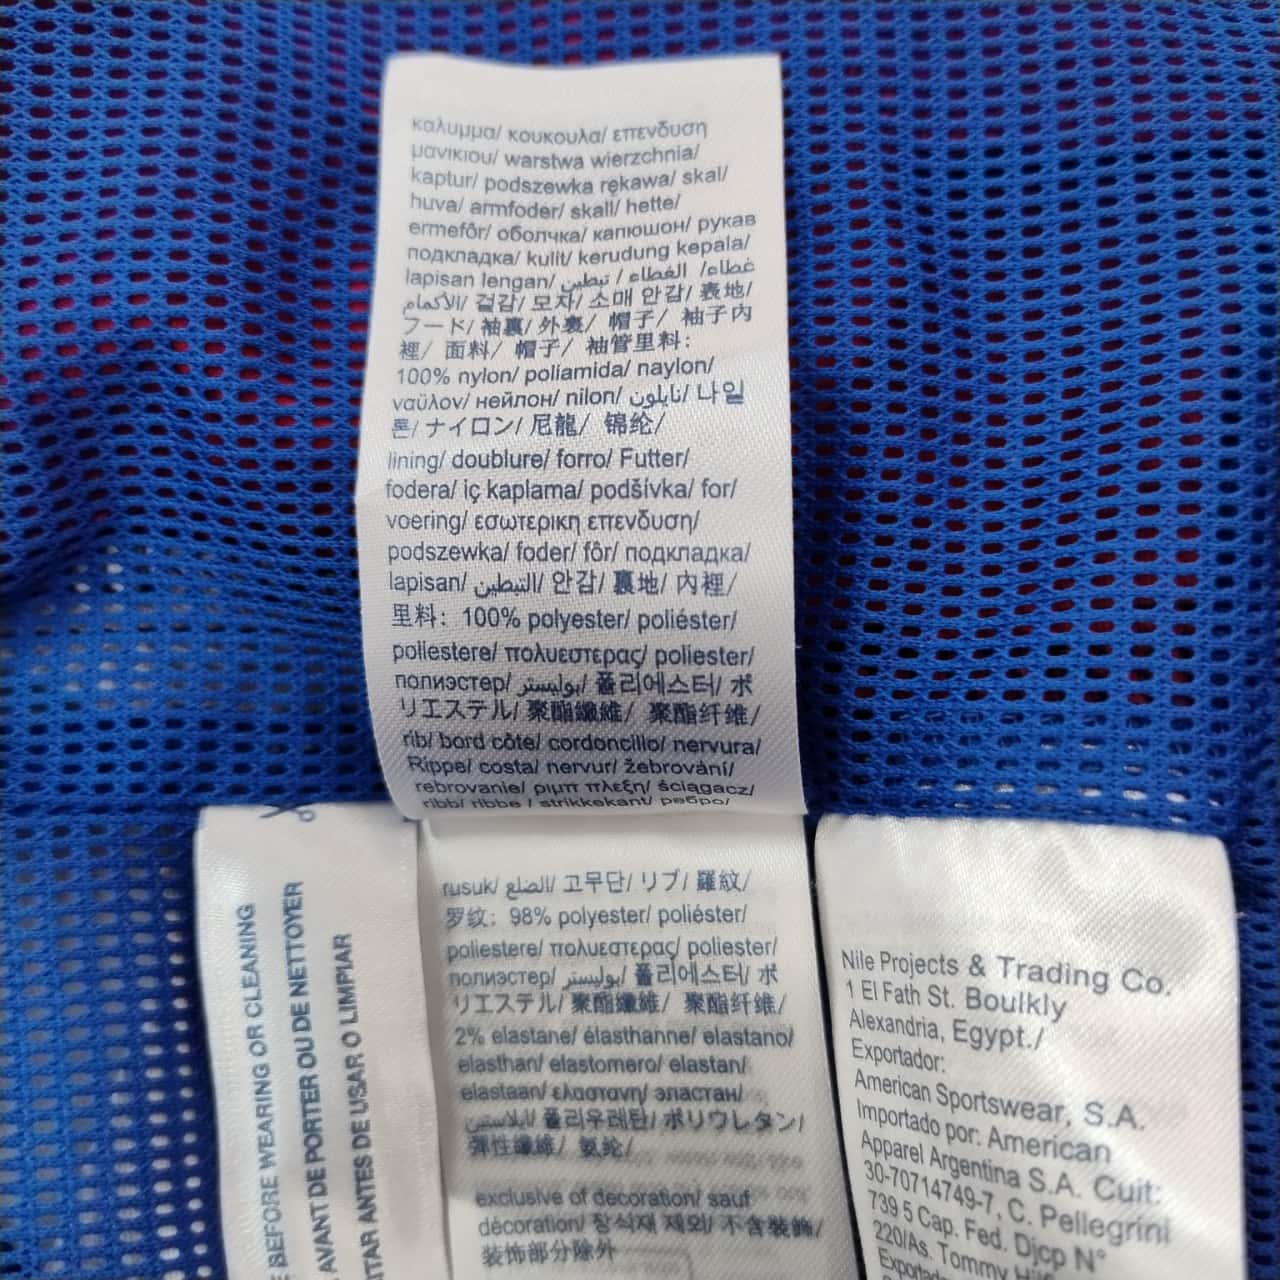 καλυμμα/ κουκουλα/ επενδυση
μανικιου/ warstwa wierzchnia/
kaptur/ podszewka rękawa/ skal/
huva/ armfoder/ skall/ hette/
ermefôr/ оболчка/ капюшон/ рукав
подкладка/ kulit/ kerudung kepala/
lapisan lengan/ غطاء/ الغطاء/ تبطين
الأكمام/ 겉감/ 모자/ 소매 안감/ 表地/
フード/ 袖裏/ 外裹/ 帽子/ 袖子內
裡/ 面料/ 帽子/ 袖管里料:
100% nylon/ poliamida/ naylon/
ναϋλον/ нейлон/ nilon/ نايلون/ 나일
론/ ナイロン/ 尼龍/ 锦纶/
lining/ doublure/ forro/ Futter/
fodera/ iç kaplama/ podšívka/ for/
voering/ εσωτερικη επενδυση/
podszewka/ foder/ fôr/ подкладка/
lapisan/ التبطين/ 안감/ 裏地/ 內裡/
里料: 100% polyester/ poliéster/
poliestere/ πολυεστερας/ poliester/
полиэстер/ بوليستر/ 폴리에스터/ ポ
リエステル/ 聚酯纖維/ 聚酯纤维/
rib/ bord côte/ cordoncillo/ nervura/
Rippe/ costa/ nervur/ žebrování/
rebrovanie/ ριμπ πλεξη/ ściągacz/
ribb/ ribbe / strikkekant/ ребро/
rusuk/ الضلع/ 고무단/ リブ/ 羅紋/
罗纹: 98% polyester/ poliéster/
poliestere/ πολυεστερας/ poliester/
полиэстер/ بوليستر/ 폴리에스터/ ポ
リエステル/ 聚酯纖維/ 聚酯纤维/
2% elastane/ élasthanne/ elastano/
elasthan/ elastomero/ elastan/
elastaan/ ελαστανη/ эластан/
إيلاستين/ 폴리우레탄/ ポリウレタン/
彈性纖維/ 氨纶/
exclusive of decoration/ sauf
décoration/ 장식재 제외/ 不含裝飾/
装饰部分除外
BEFORE WEARING OR CLEANING
AVANT DE PORTER OU DE NETTOYER
ANTES DE USAR O LIMPIAR
Nile Projects & Trading Co.
1 El Fath St. Boulkly
Alexandria, Egypt./
Exportador:
American Sportswear, S.A.
Importado por: American
Apparel Argentina S.A. Cuit:
30-70714749-7, C. Pellegrini
739 5 Cap. Fed. Djcp N°
220/As. Tommy